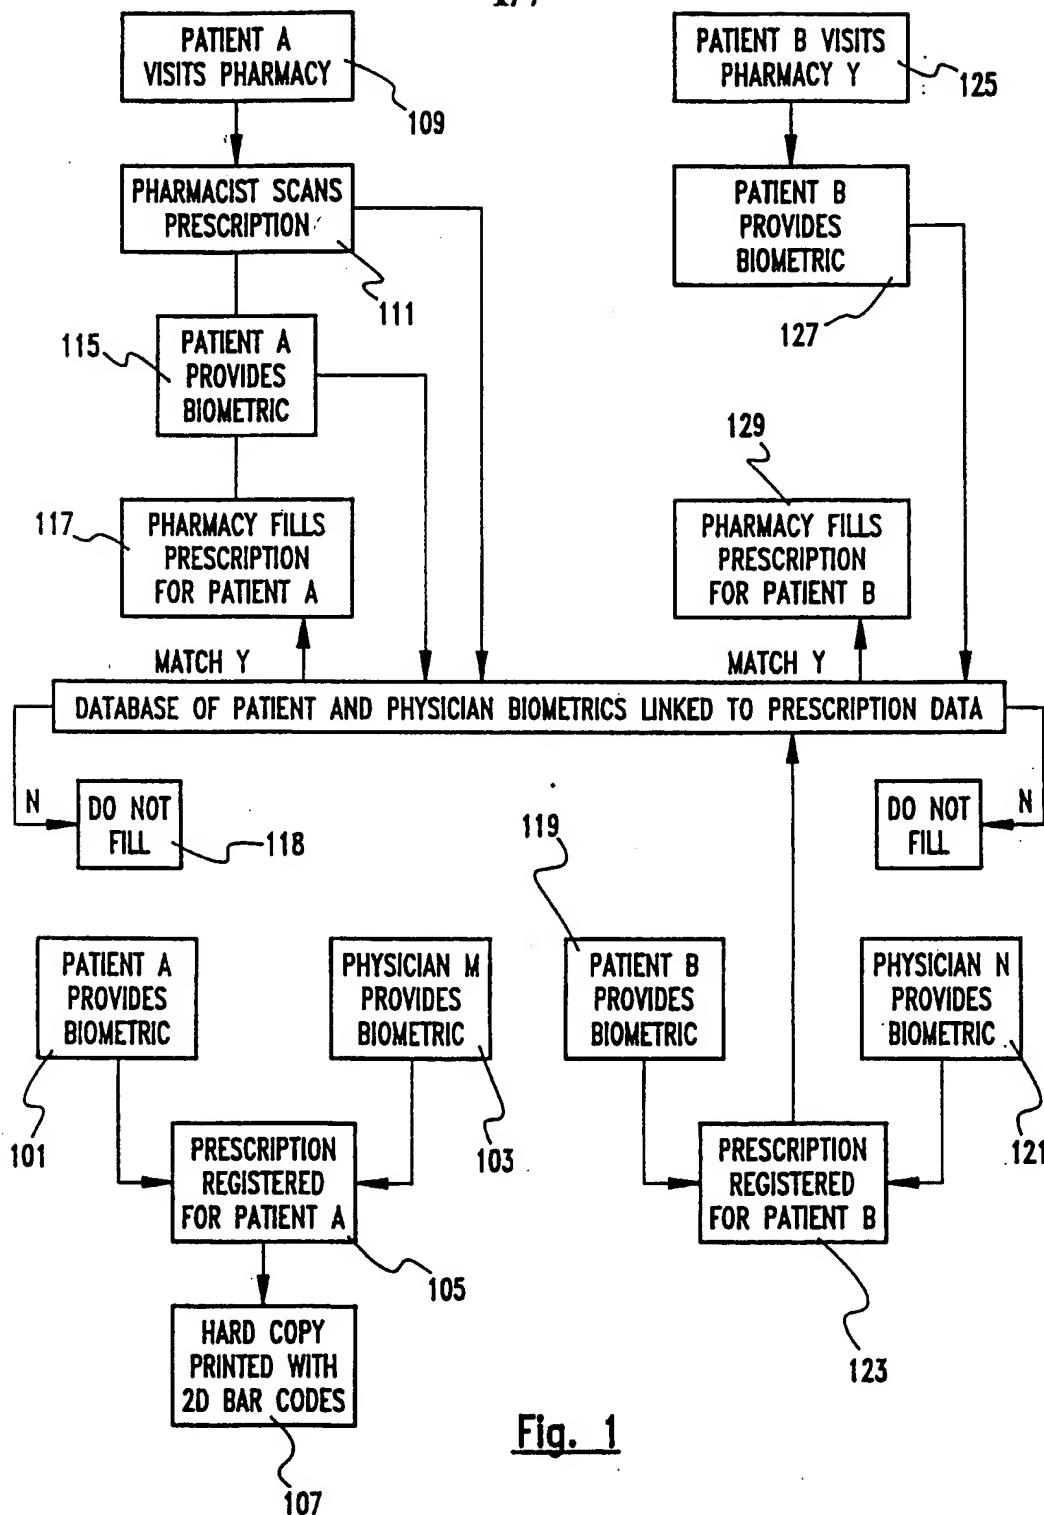 PATIENT A
VISITS PHARMACY
109
PATIENT B VISITS
PHARMACY Y
125
PHARMACIST SCANS
PRESCRIPTION
111
PATIENT B
PROVIDES
BIOMETRIC
127
115
PATIENT A
PROVIDES
BIOMETRIC
117
PHARMACY FILLS
PRESCRIPTION
FOR PATIENT A
129
PHARMACY FILLS
PRESCRIPTION
FOR PATIENT B
MATCH Y
MATCH Y
DATABASE OF PATIENT AND PHYSICIAN BIOMETRICS LINKED TO PRESCRIPTION DATA
N
DO NOT
FILL
118
N
DO NOT
FILL
PATIENT A
PROVIDES
BIOMETRIC
101
PHYSICIAN M
PROVIDES
BIOMETRIC
103
119
PATIENT B
PROVIDES
BIOMETRIC
PHYSICIAN N
PROVIDES
BIOMETRIC
121
PRESCRIPTION
REGISTERED
FOR PATIENT A
105
PRESCRIPTION
REGISTERED
FOR PATIENT B
123
HARD COPY
PRINTED WITH
2D BAR CODES
107
Fig. 1